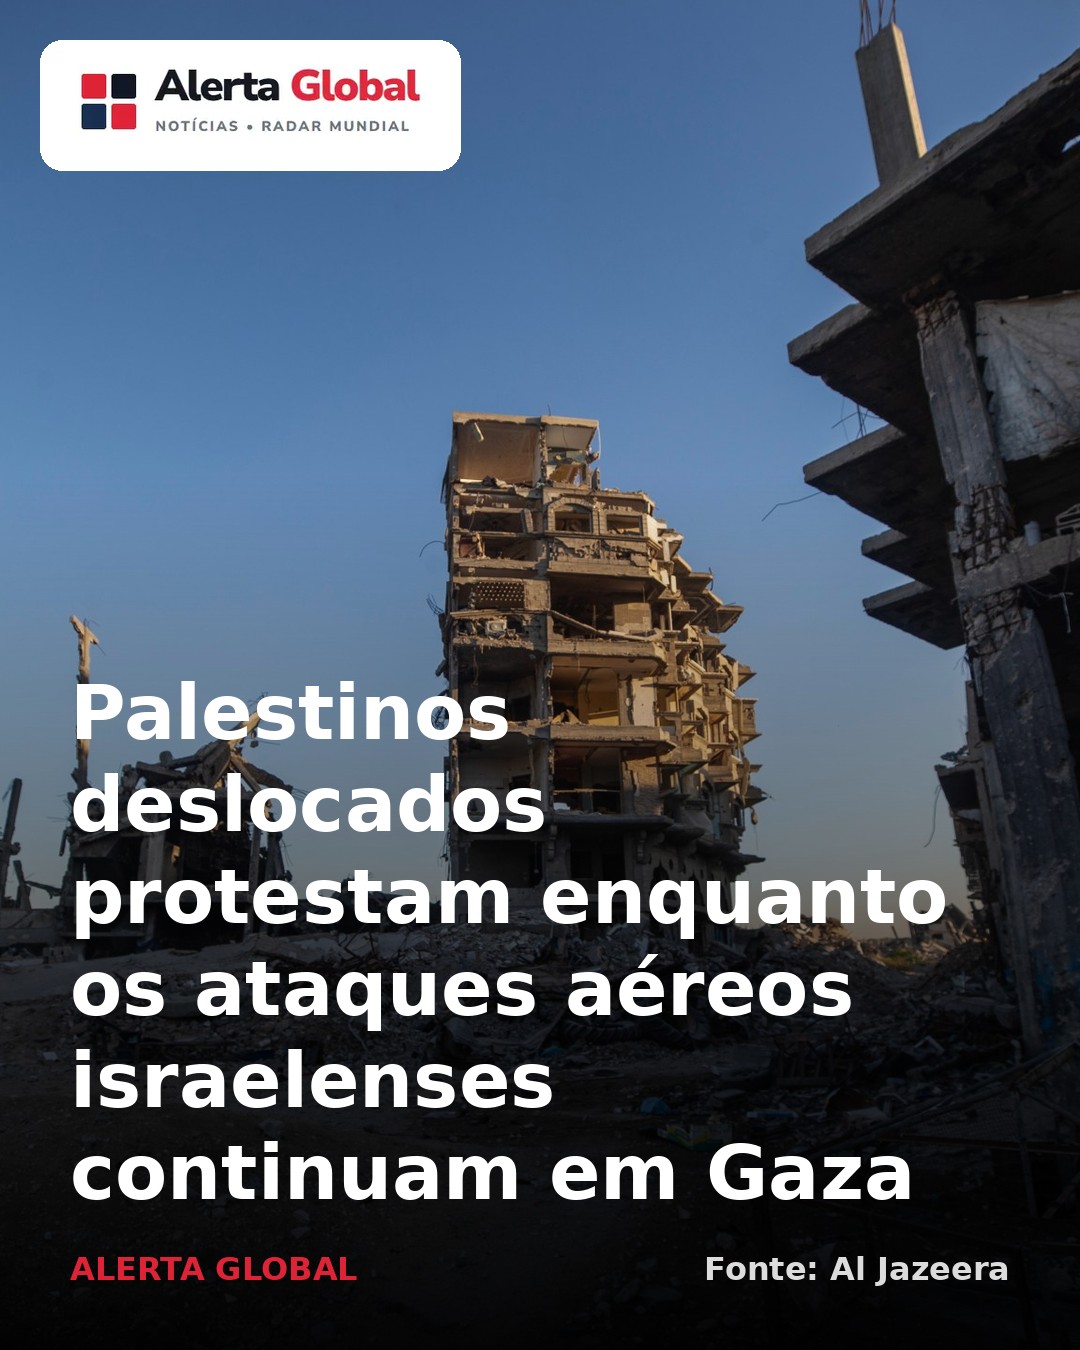 Alerta Global
NOTÍCIAS • RADAR MUNDIAL
Palestinos
deslocados
protestam enquanto
os ataques aéreos
israelenses
continuam em Gaza
ALERTA GLOBAL
Fonte: Al Jazeera